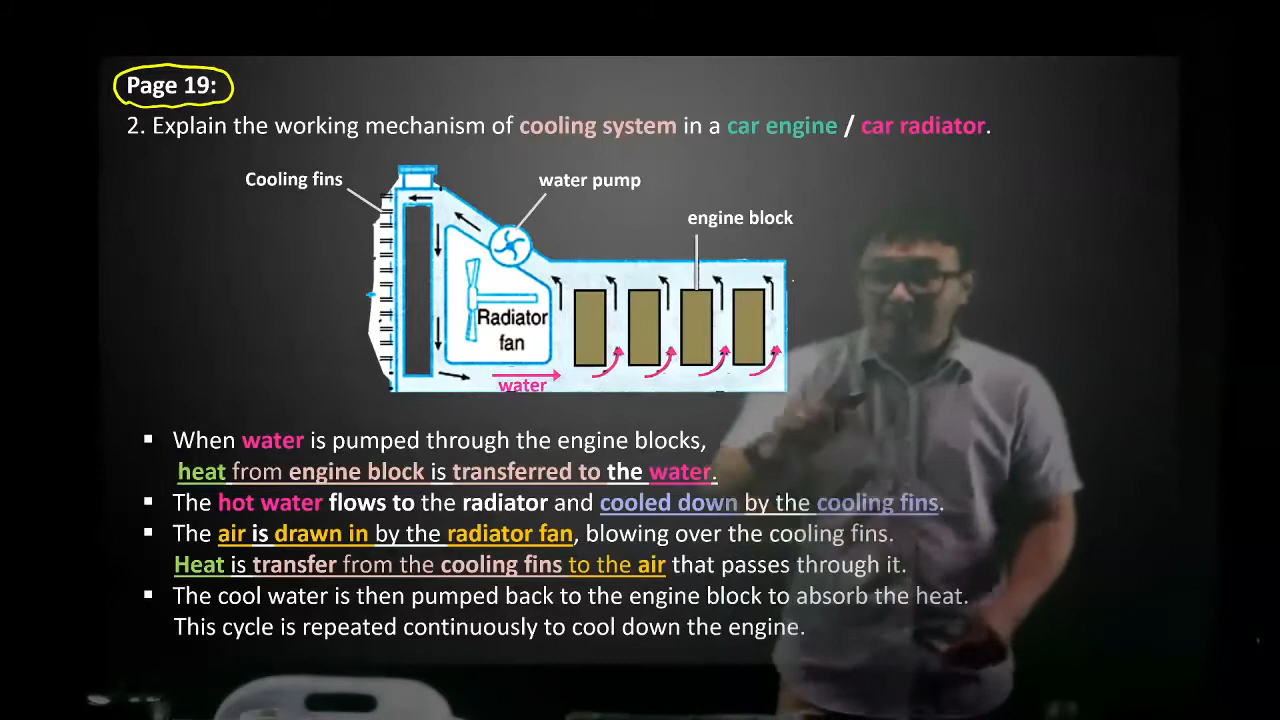 Page 19:
2. Explain the working mechanism of cooling system in a car engine / car radiator.
Cooling fins
water pump
engine block
Radiator
fan
water
▪ When water is pumped through the engine blocks,
heat from engine block is transferred to the water.
▪ The hot water flows to the radiator and cooled down by the cooling fins.
▪ The air is drawn in by the radiator fan, blowing over the cooling fins.
Heat is transfer from the cooling fins to the air that passes through it.
▪ The cool water is then pumped back to the engine block to absorb the heat.
This cycle is repeated continuously to cool down the engine.